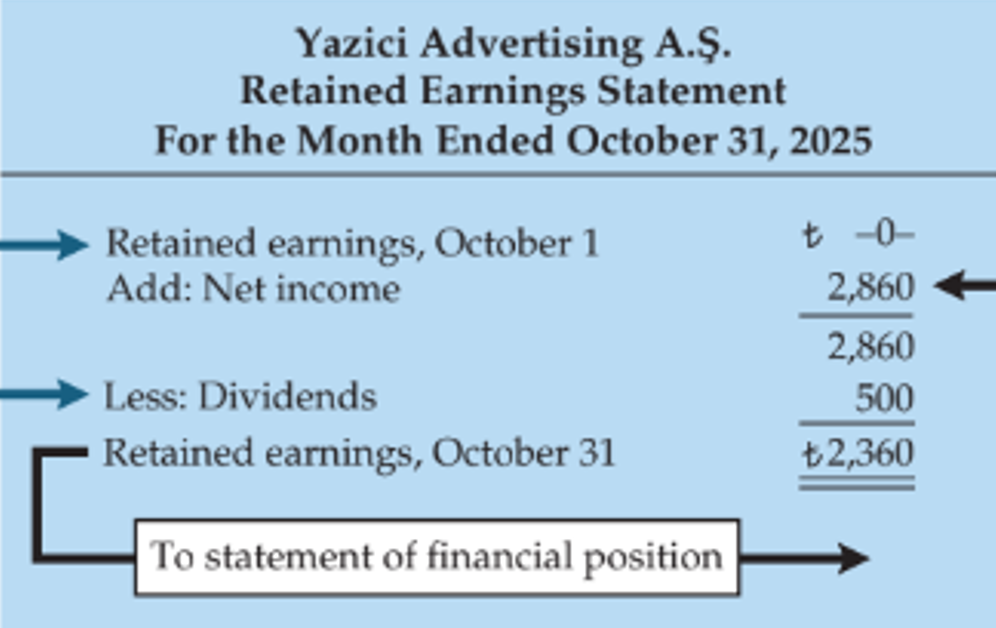 Yazici Advertising A.Ş.
Retained Earnings Statement
For the Month Ended October 31, 2025
Retained earnings, October 1 ₺ –0–
Add: Net income 2,860
2,860
Less: Dividends 500
Retained earnings, October 31 ₺2,360
To statement of financial position